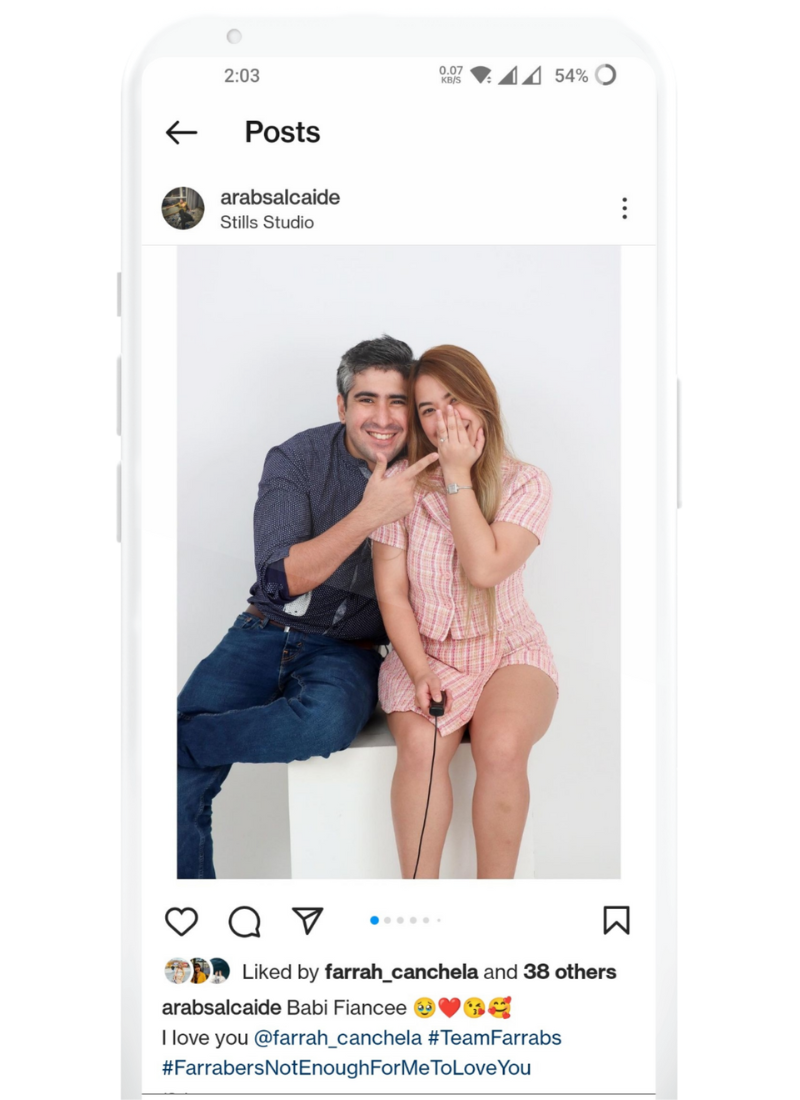 2:03
0.07
KB/S
54%
Posts
arabsalcaide
Stills Studio
Liked by farrah_canchela and 38 others
arabsalcaide Babi Fiancee 🥹❤️😘🥰
I love you @farrah_canchela #TeamFarrabs
#FarrabersNotEnoughForMeToLoveYou